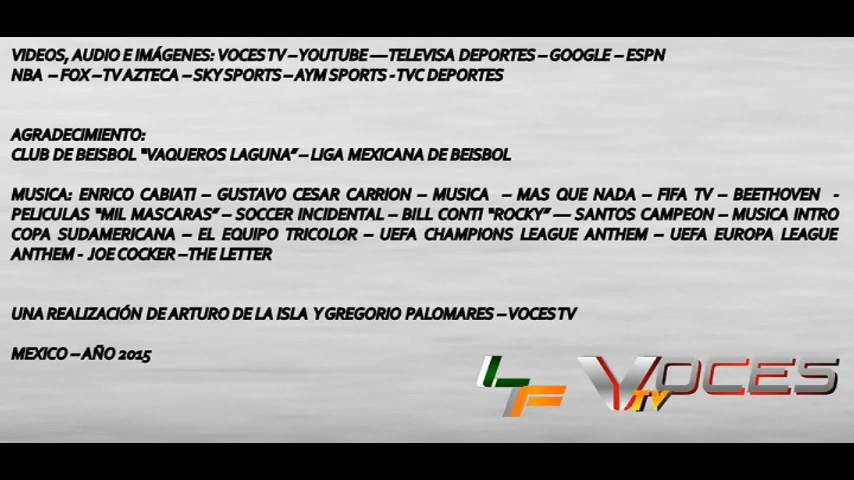 VIDEOS, AUDIO E IMÁGENES: VOCES TV – YOUTUBE –– TELEVISA DEPORTES – GOOGLE – ESPN
NBA – FOX – TV AZTECA – SKY SPORTS – AYM SPORTS - TVC DEPORTES
AGRADECIMIENTO:
CLUB DE BEISBOL "VAQUEROS LAGUNA" – LIGA MEXICANA DE BEISBOL
MUSICA: ENRICO CABIATI – GUSTAVO CESAR CARRION – MUSICA – MAS QUE NADA – FIFA TV – BEETHOVEN -
PELICULAS "MIL MASCARAS" – SOCCER INCIDENTAL – BILL CONTI "ROCKY" –– SANTOS CAMPEON – MUSICA INTRO
COPA SUDAMERICANA – EL EQUIPO TRICOLOR – UEFA CHAMPIONS LEAGUE ANTHEM – UEFA EUROPA LEAGUE
ANTHEM - JOE COCKER – THE LETTER
UNA REALIZACIÓN DE ARTURO DE LA ISLA Y GREGORIO PALOMARES – VOCES TV
MEXICO – AÑO 2015
LF VOCES
TV